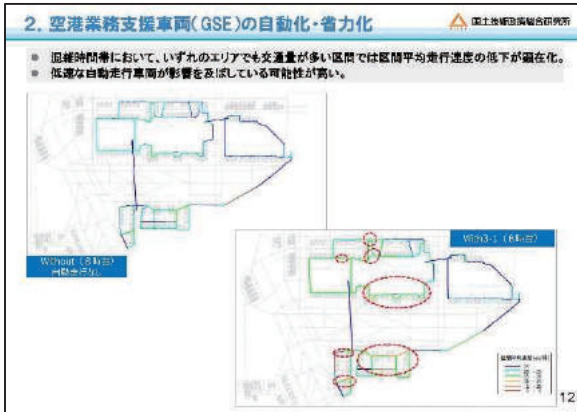 2. 空港業務支援車両(GSE)の自動化・省力化
国土技術政策総合研究所
● 混雑時間帯において、いずれのエリアでも交通量が多い区間では区間平均走行速度の低下が顕在化。
● 低速な自動走行車両が影響を及ぼしている可能性が高い。
Without（8時台）
自動走行なし
With3-1（8時台）
12